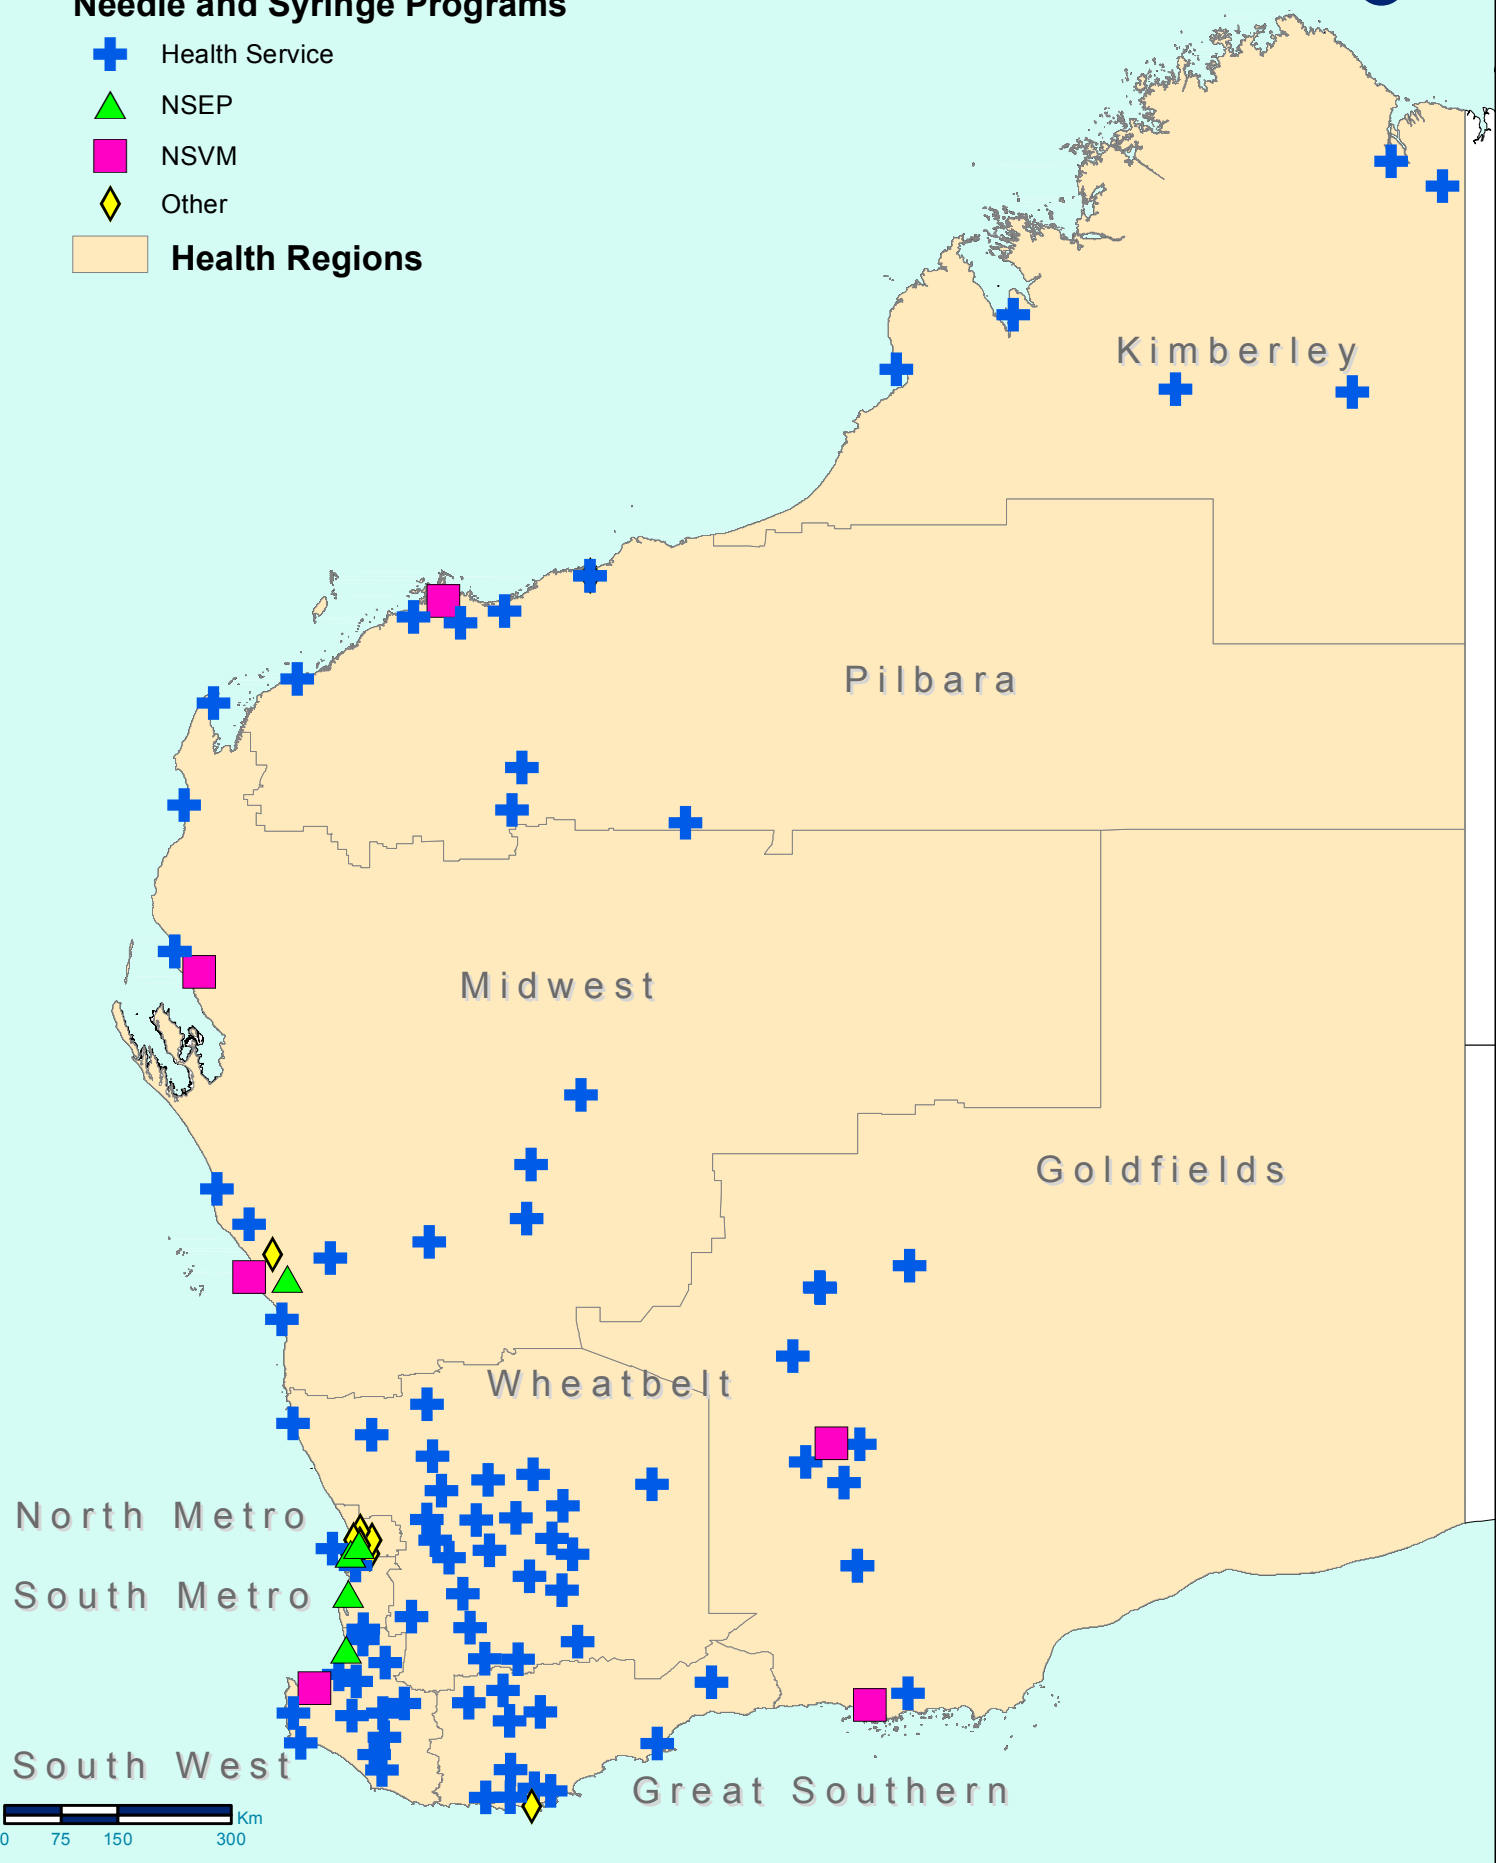 Needle and Syringe Programs
Health Service
NSEP
NSVM
Other
Health Regions
Kimberley
Pilbara
Midwest
Goldfields
Wheatbelt
North Metro
South Metro
South West
Great Southern
Km
0 75 150 300